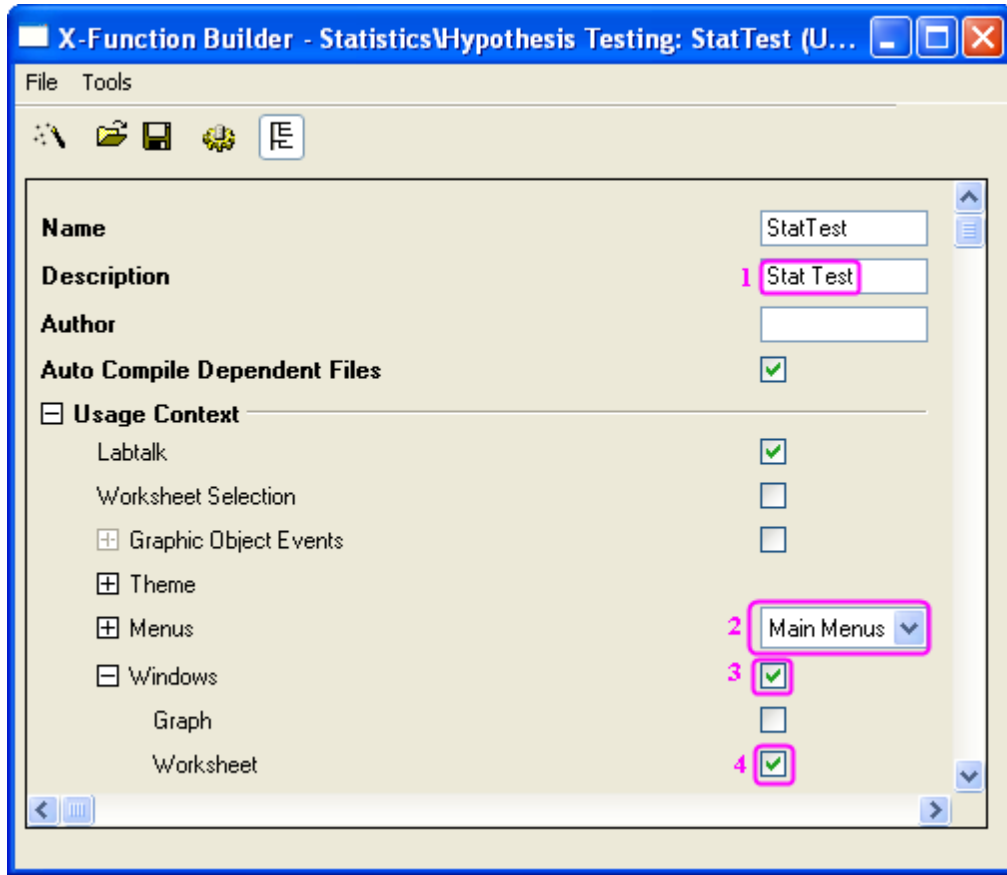 X-Function Builder - Statistics\Hypothesis Testing: StatTest (U...
File Tools
Name StatTest
Description 1 Stat Test
Author
Auto Compile Dependent Files
Usage Context
Labtalk
Worksheet Selection
Graphic Object Events
Theme
Menus 2 Main Menus
Windows 3
Graph
Worksheet 4